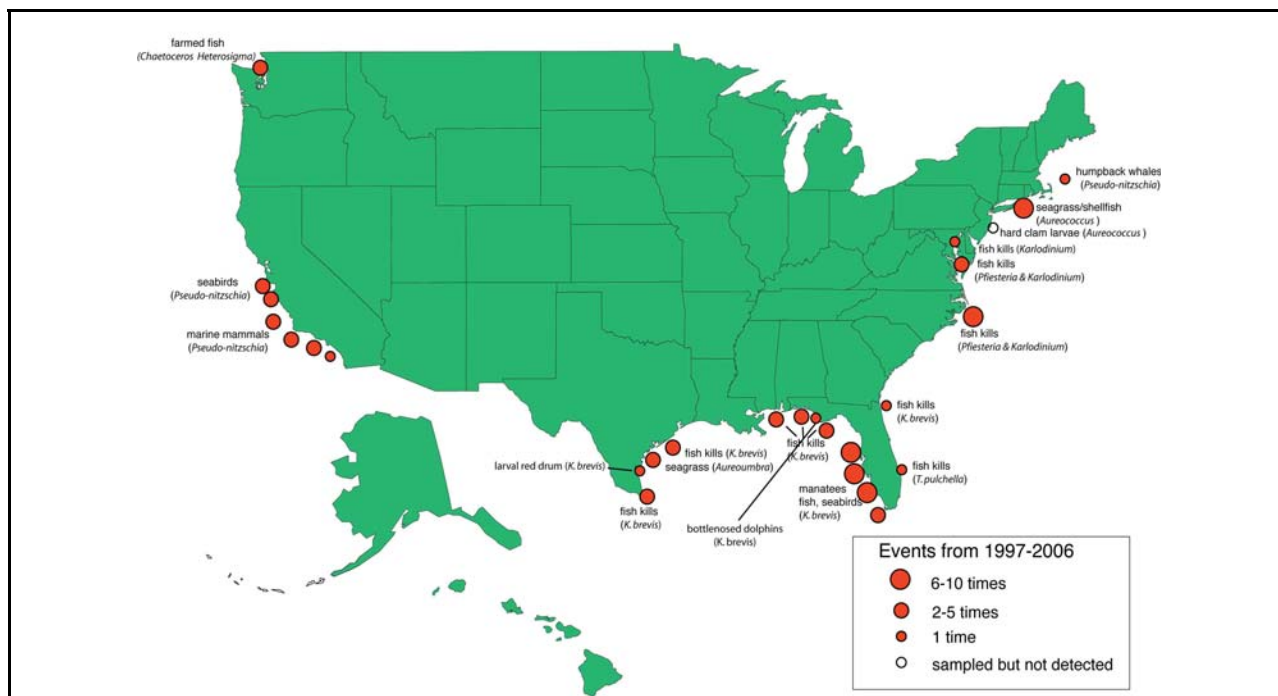 farmed fish
(Chaetoceros Heterosigma)
humpback whales
(Pseudo-nitzschia)
seagrass/shellfish
(Aureococcus )
hard clam larvae (Aureococcus )
fish kills (Karlodinium)
fish kills
(Pfiesteria & Karlodinium)
seabirds
(Pseudo-nitzschia)
marine mammals
(Pseudo-nitzschia)
fish kills
(Pfiesteria & Karlodinium)
fish kills
(K. brevis)
fish kills
(K. brevis)
fish kills (K. brevis)
larval red drum (K. brevis)
seagrass (Aureoumbra)
fish kills
(T. pulchella)
manatees
fish, seabirds
(K. brevis)
fish kills
(K. brevis)
bottlenosed dolphins
(K. brevis)
Events from 1997-2006
6-10 times
2-5 times
1 time
sampled but not detected